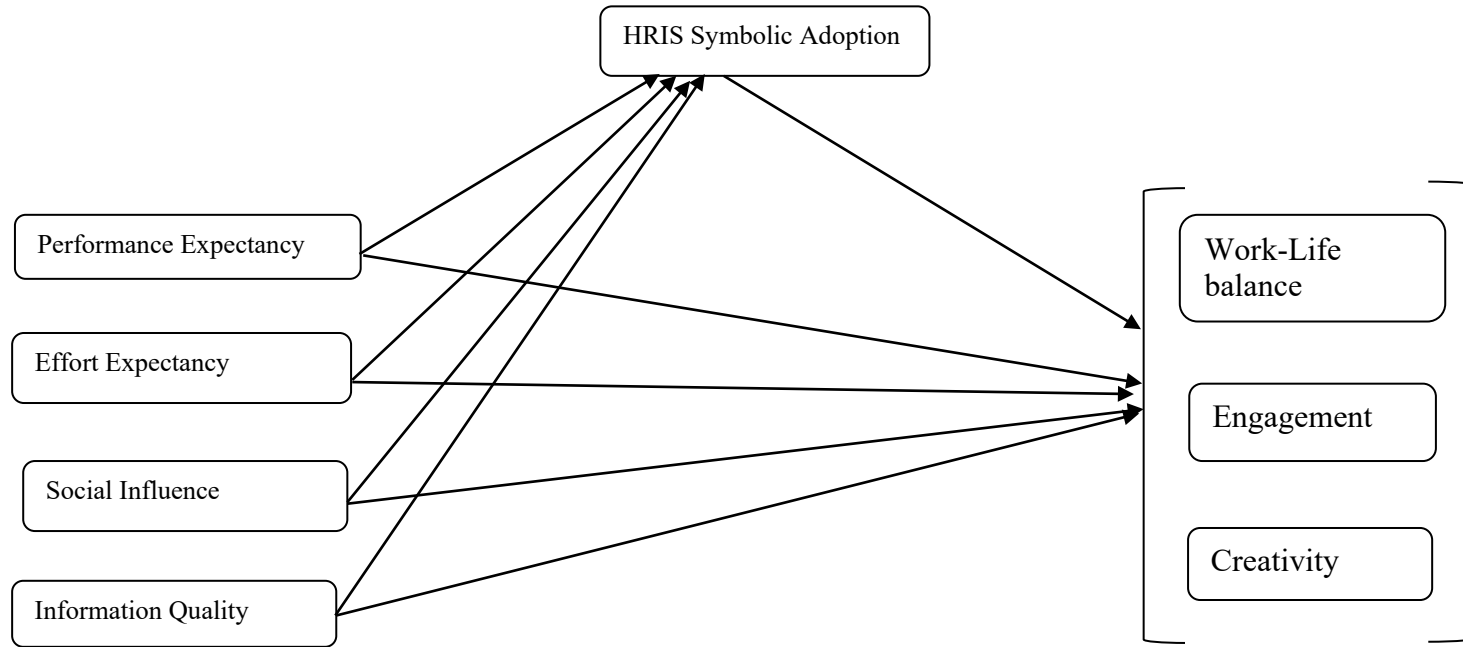 HRIS Symbolic Adoption
Performance Expectancy
Effort Expectancy
Social Influence
Information Quality
Work-Life
balance
Engagement
Creativity